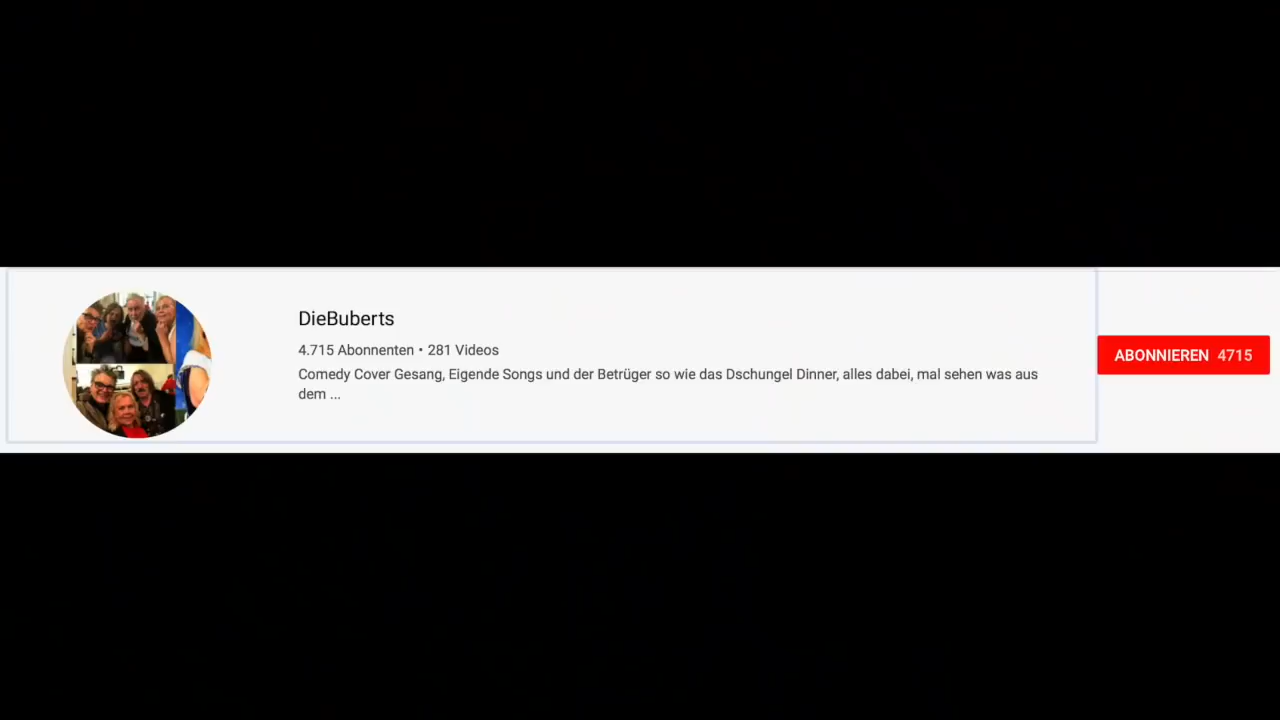 DieBuberts
4.715 Abonnenten • 281 Videos
Comedy Cover Gesang, Eigende Songs und der Betrüger so wie das Dschungel Dinner, alles dabei, mal sehen was aus
dem ...
ABONNIEREN 4715